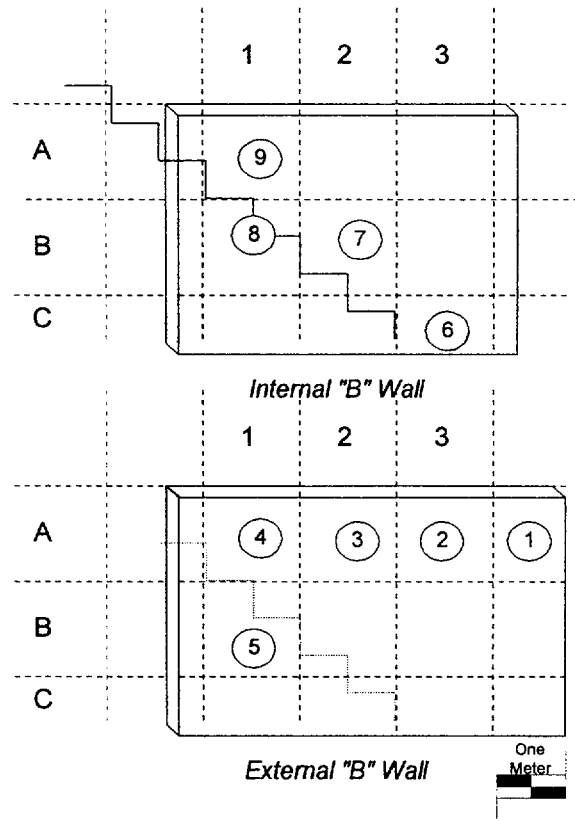 1 2 3
A 9
B 8 7
C 6
Internal "B" Wall
1 2 3
A 4 3 2 1
B 5
C
External "B" Wall
One
Meter